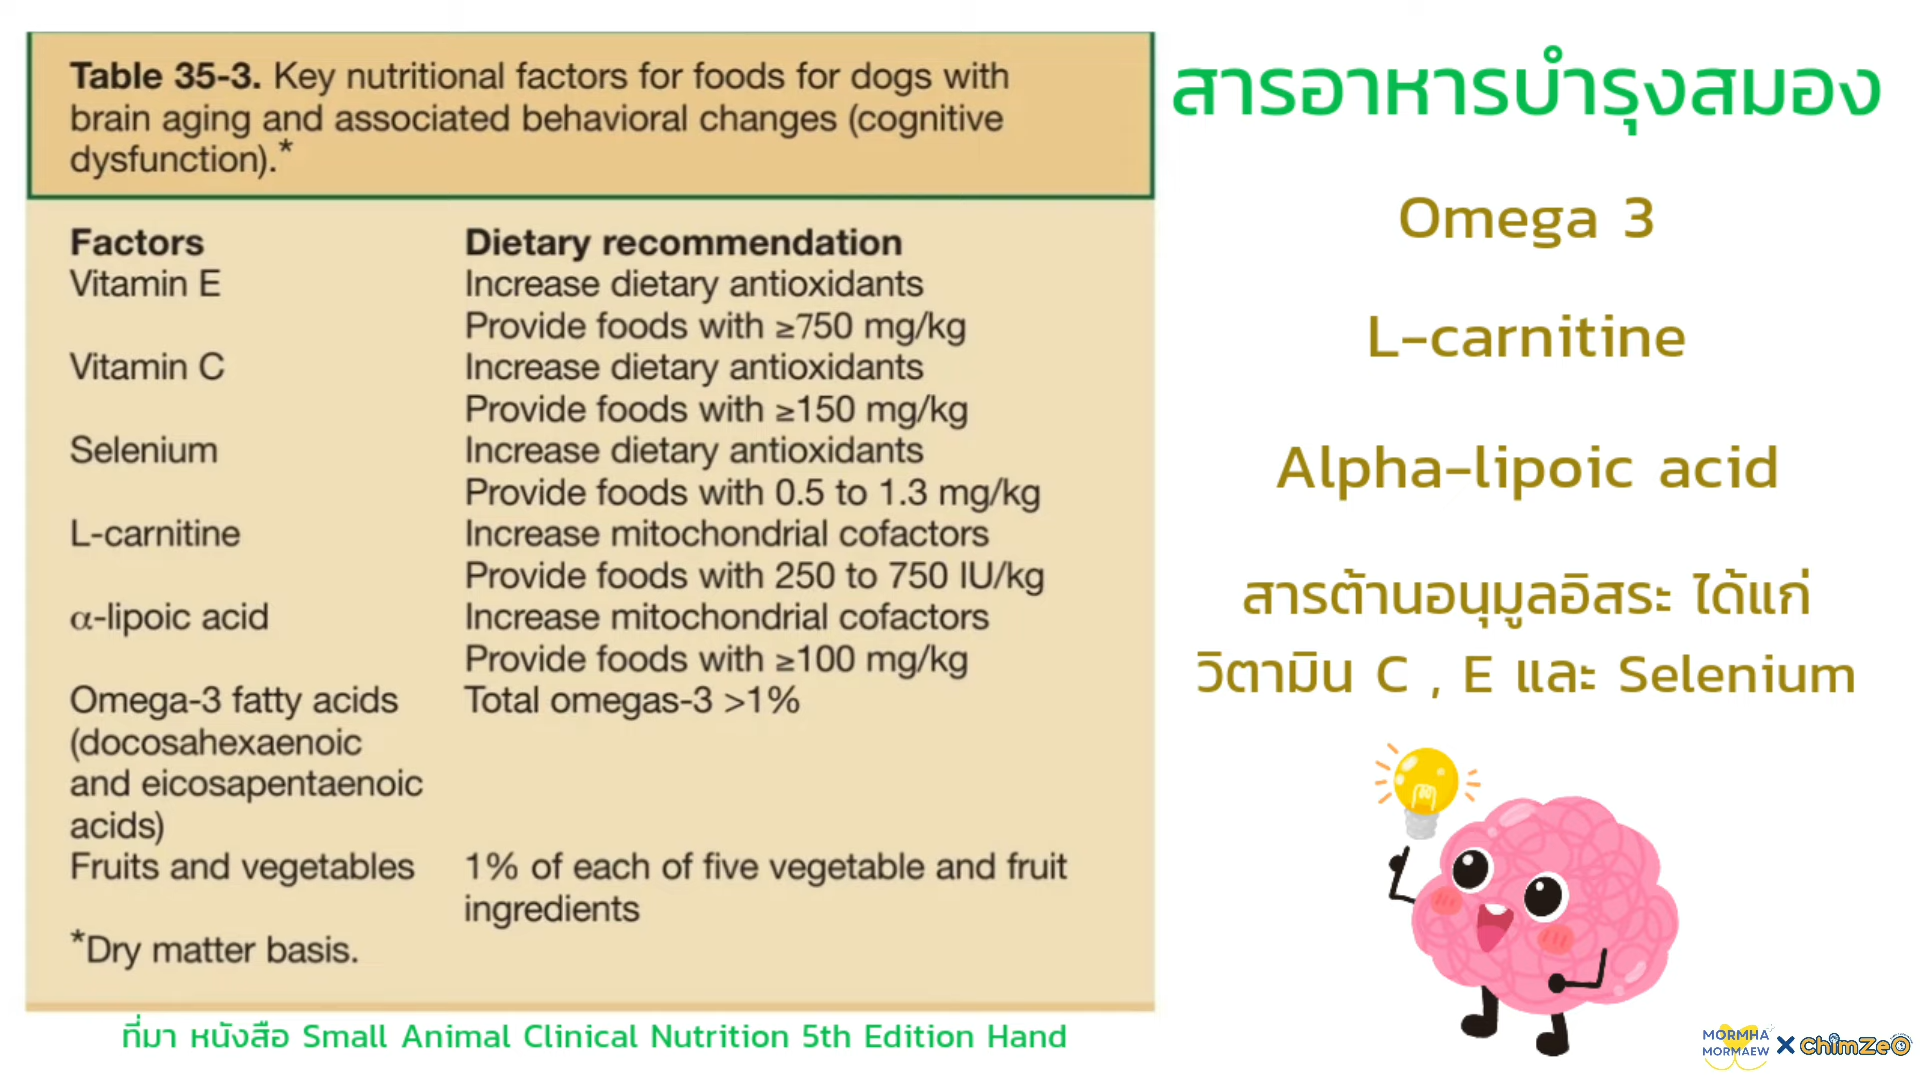 Table 35-3. Key nutritional factors for foods for dogs with
brain aging and associated behavioral changes (cognitive
dysfunction).*
Factors Dietary recommendation
Vitamin E Increase dietary antioxidants
Provide foods with ≥750 mg/kg
Vitamin C Increase dietary antioxidants
Provide foods with ≥150 mg/kg
Selenium Increase dietary antioxidants
Provide foods with 0.5 to 1.3 mg/kg
L-carnitine Increase mitochondrial cofactors
Provide foods with 250 to 750 IU/kg
α-lipoic acid Increase mitochondrial cofactors
Provide foods with ≥100 mg/kg
Omega-3 fatty acids Total omegas-3 >1%
(docosahexaenoic
and eicosapentaenoic
acids)
Fruits and vegetables 1% of each of five vegetable and fruit
ingredients
*Dry matter basis.
ที่มา หนังสือ Small Animal Clinical Nutrition 5th Edition Hand
สารอาหารบำรุงสมอง
Omega 3
L-carnitine
Alpha-lipoic acid
สารต้านอนุมูลอิสระ ได้แก่
วิตามิน C , E และ Selenium
MORMHA
MORMAEW X ChimZeO